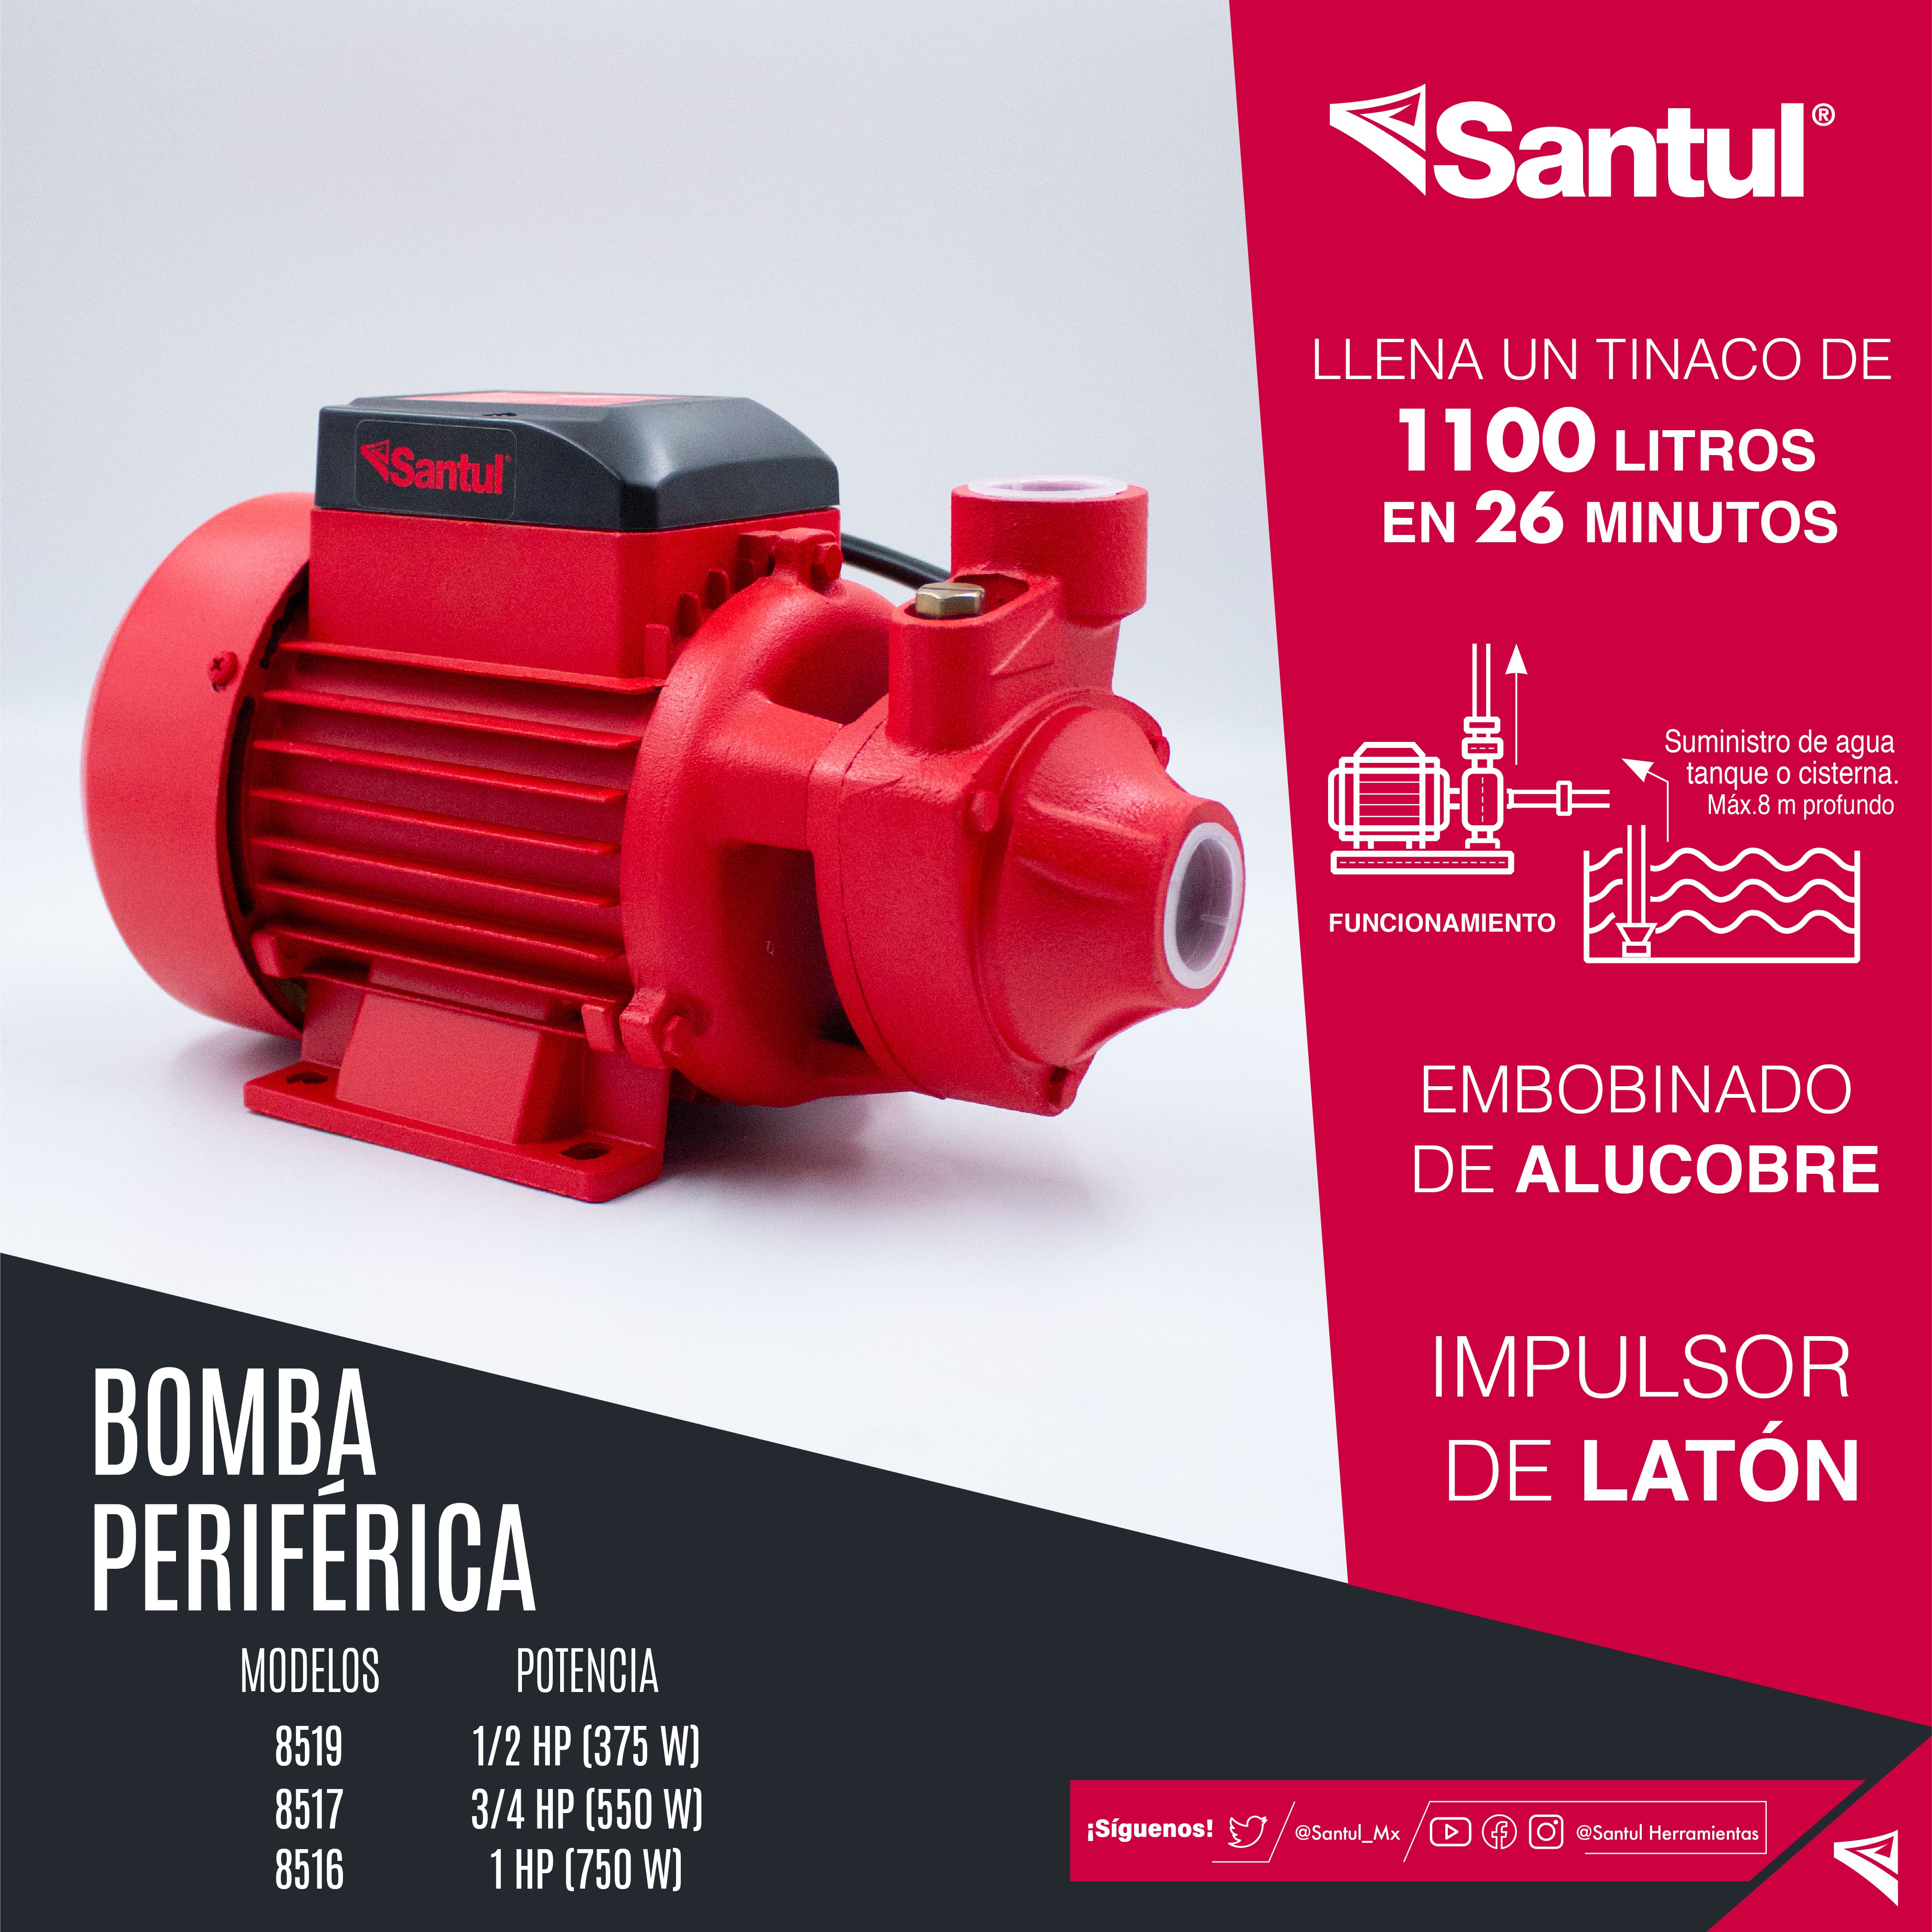 Santul®
Santul®
LLENA UN TINACO DE
1100 LITROS
EN 26 MINUTOS
Suministro de agua
tanque o cisterna.
Máx.8 m profundo
FUNCIONAMIENTO
EMBOBINADO
DE ALUCOBRE
IMPULSOR
DE LATÓN
BOMBA
PERIFÉRICA
MODELOS POTENCIA
8519 1/2 HP (375 W)
8517 3/4 HP (550 W)
8516 1 HP (750 W)
¡Síguenos! @Santul_Mx @Santul Herramientas